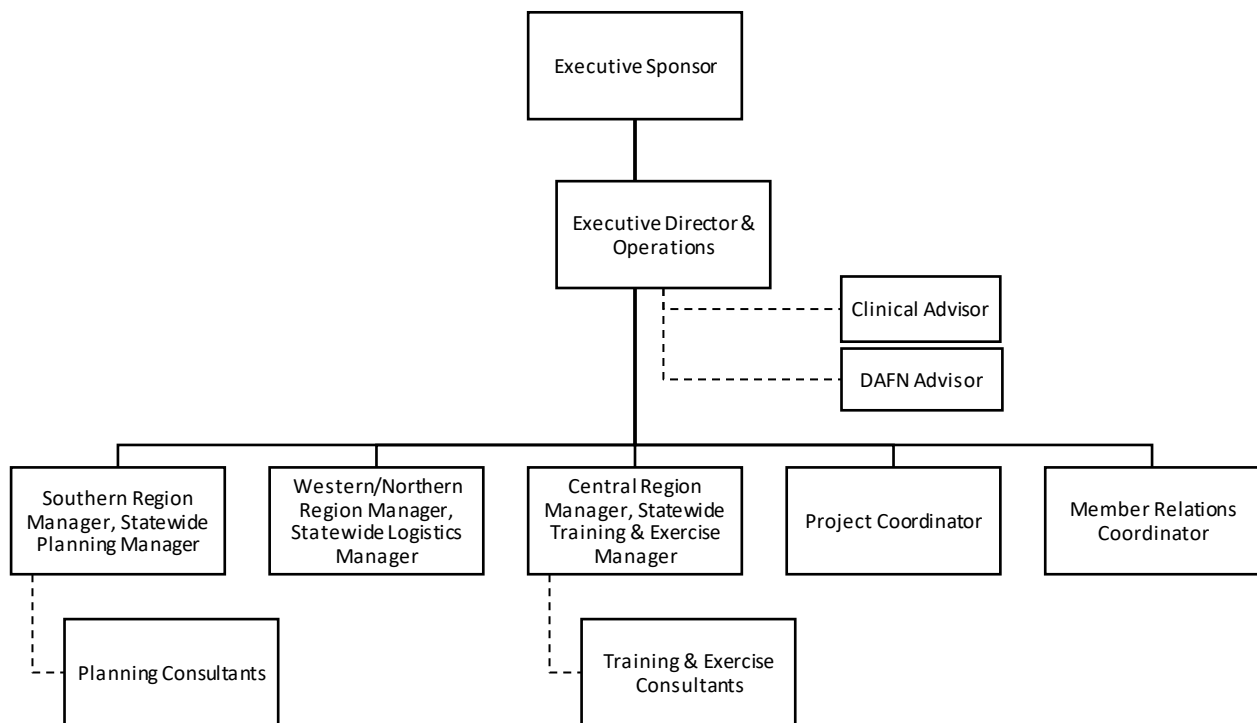 Executive Sponsor
Executive Director &
Operations
Clinical Advisor
DAFN Advisor
Southern Region
Manager, Statewide
Planning Manager
Western/Northern
Region Manager,
Statewide Logistics
Manager
Central Region
Manager, Statewide
Training & Exercise
Manager
Project Coordinator
Member Relations
Coordinator
Planning Consultants
Training & Exercise
Consultants